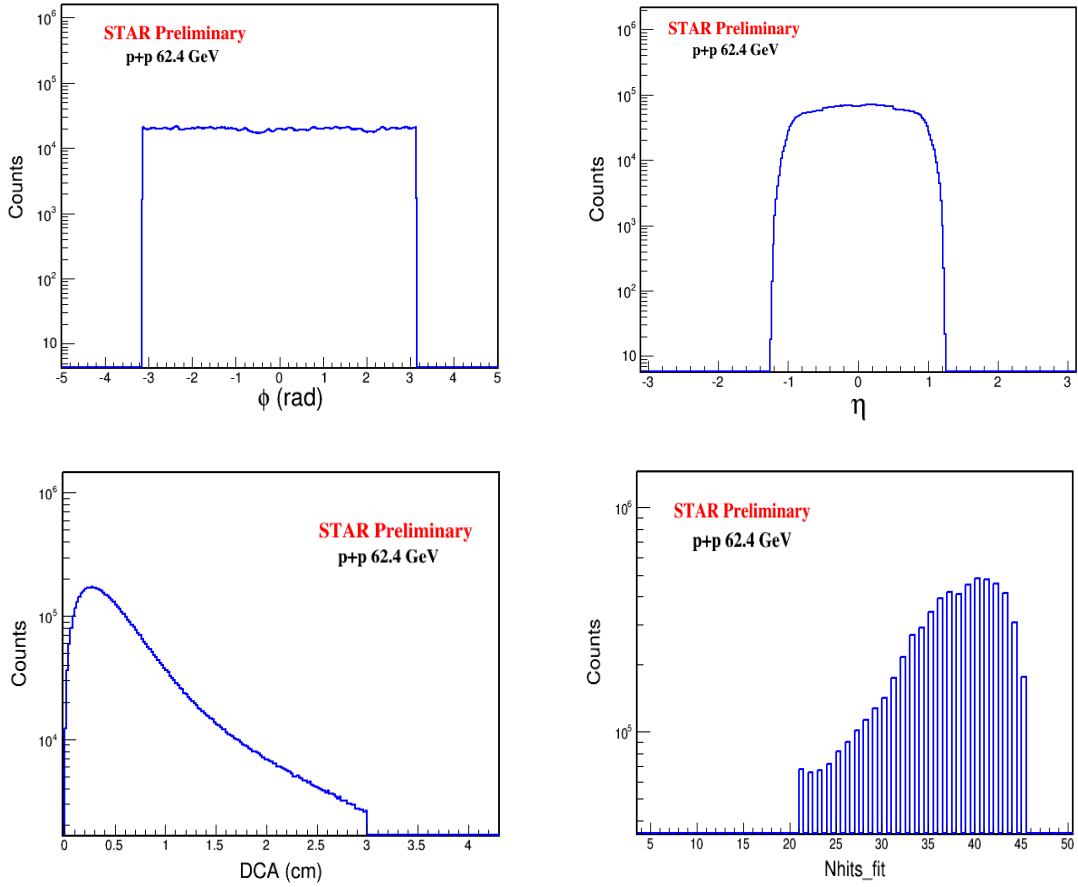 10^6
STAR Preliminary
p+p 62.4 GeV
10^5
10^4
10^3
10^2
10
Counts
-5 -4 -3 -2 -1 0 1 2 3 4 5
ϕ (rad)
10^6
STAR Preliminary
p+p 62.4 GeV
10^5
10^4
10^3
10^2
10
Counts
-3 -2 -1 0 1 2 3
η
10^6
STAR Preliminary
p+p 62.4 GeV
10^5
10^4
Counts
0 0.5 1 1.5 2 2.5 3 3.5 4
DCA (cm)
10^6
STAR Preliminary
p+p 62.4 GeV
10^5
Counts
5 10 15 20 25 30 35 40 45 50
Nhits_fit